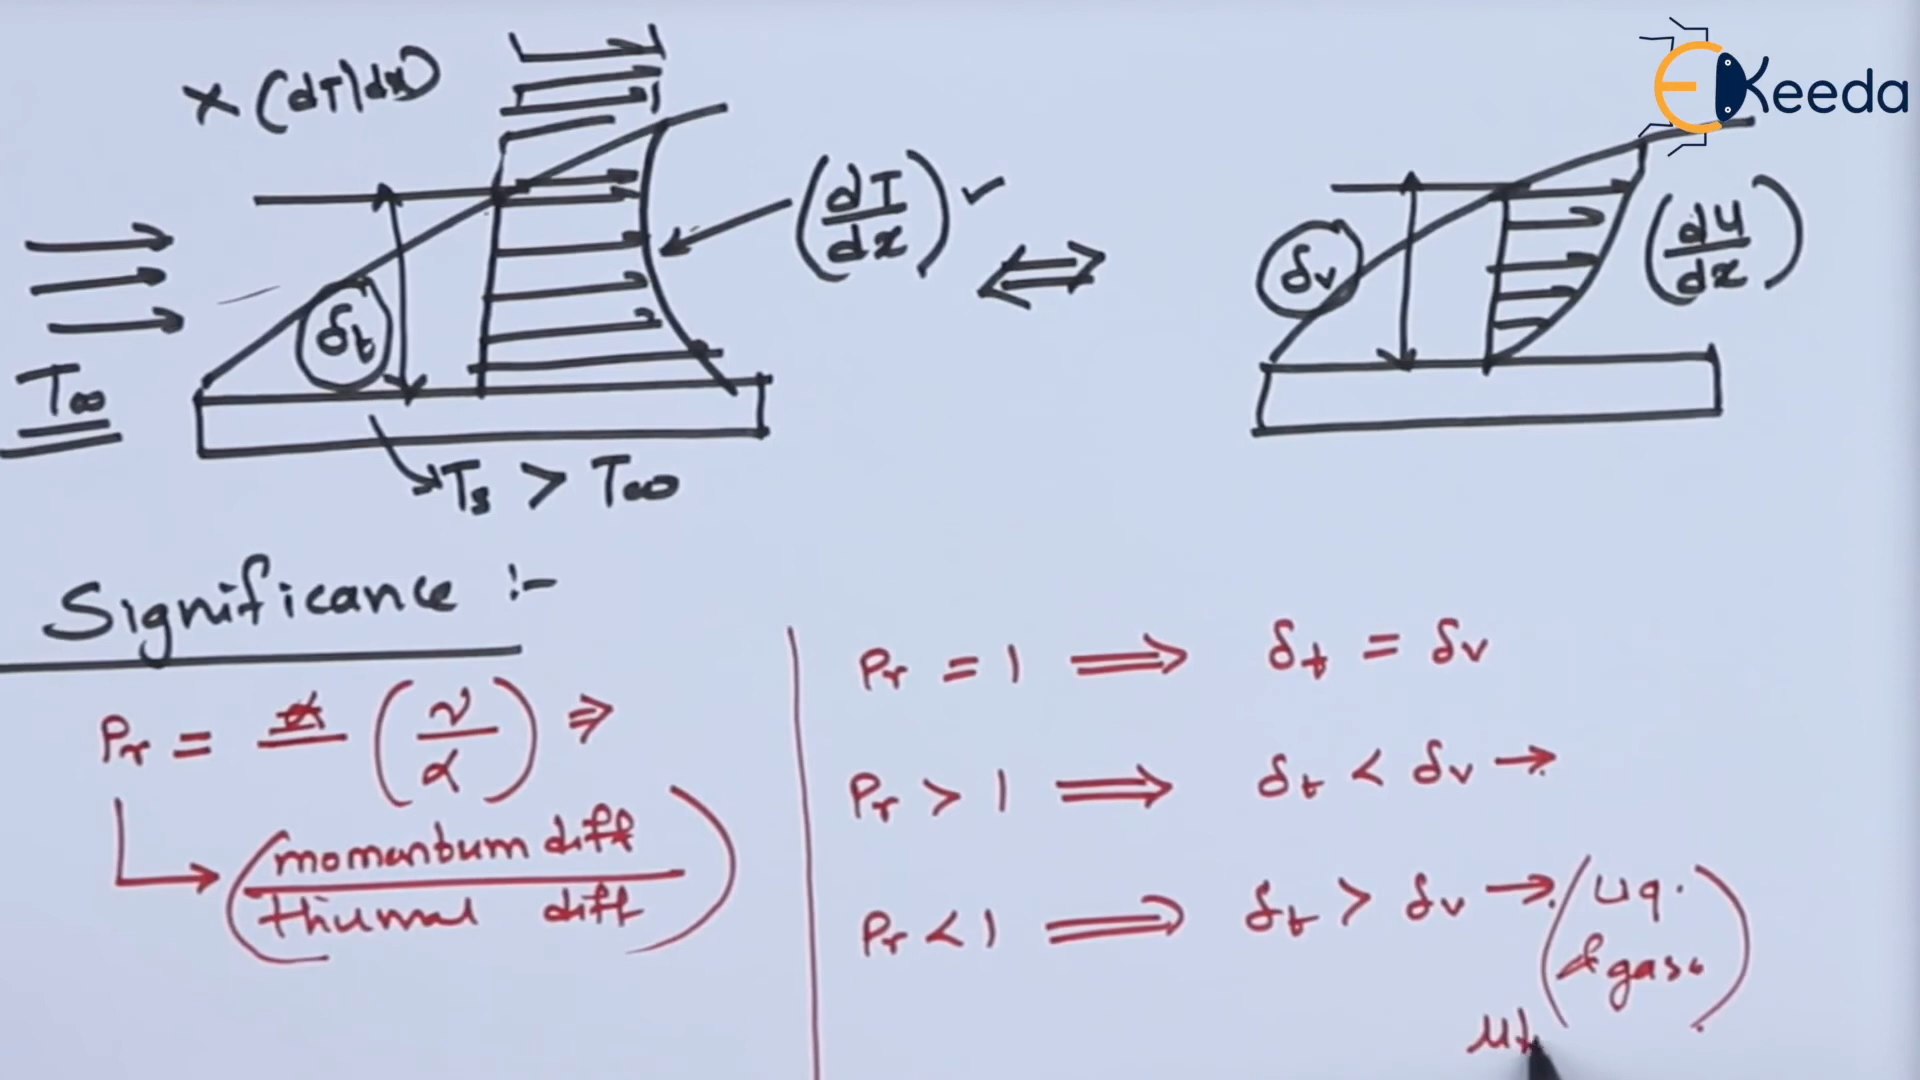 EKeeda
× (dT/dx)
(dT/dx) ✓
δt
T∞
Ts > T∞
⇔
δv
(du/dx)
Significance :-
Pr = (ν/α) ⇒
(momentum diff / thermal diff)
Pr = 1 ⟹ δt = δv
Pr > 1 ⟹ δt < δv →
Pr < 1 ⟹ δt > δv → (Liq. & gas.)